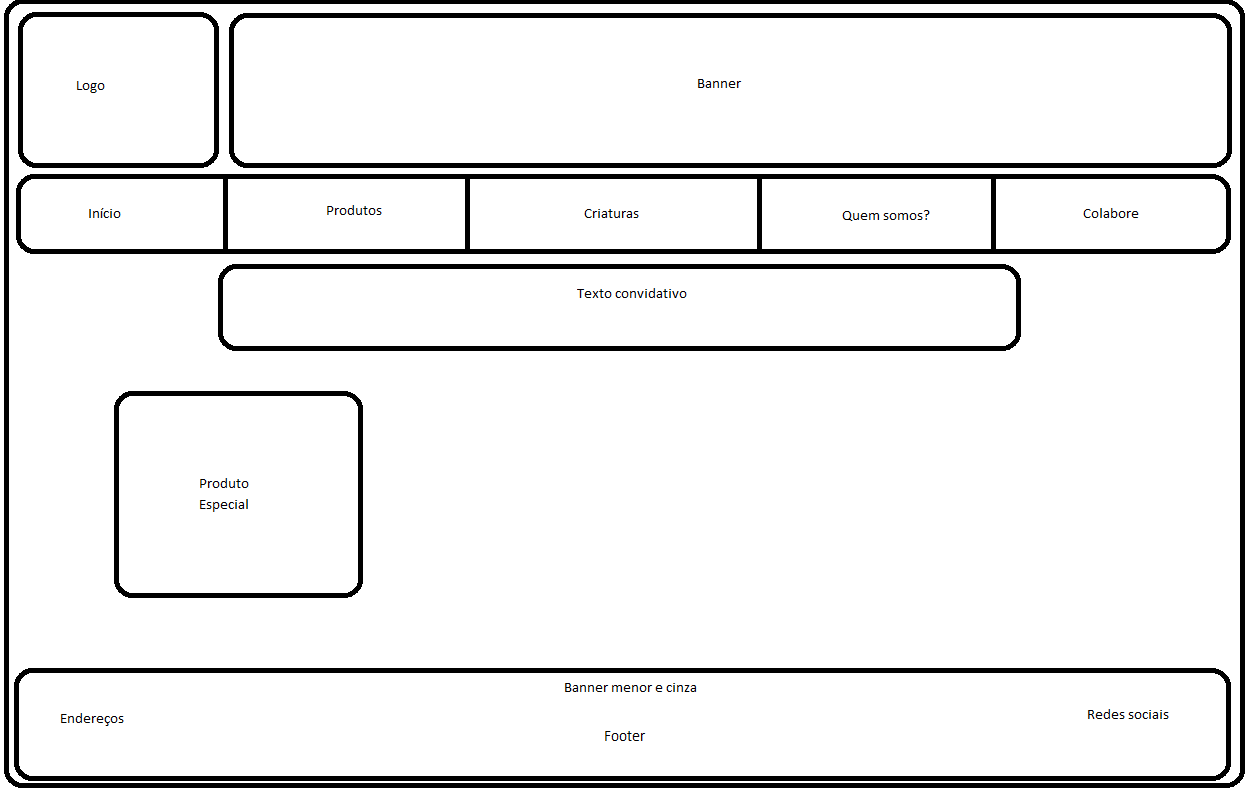 Logo
Banner
Início
Produtos
Criaturas
Quem somos?
Colabore
Texto convidativo
Produto
Especial
Banner menor e cinza
Endereços
Redes sociais
Footer